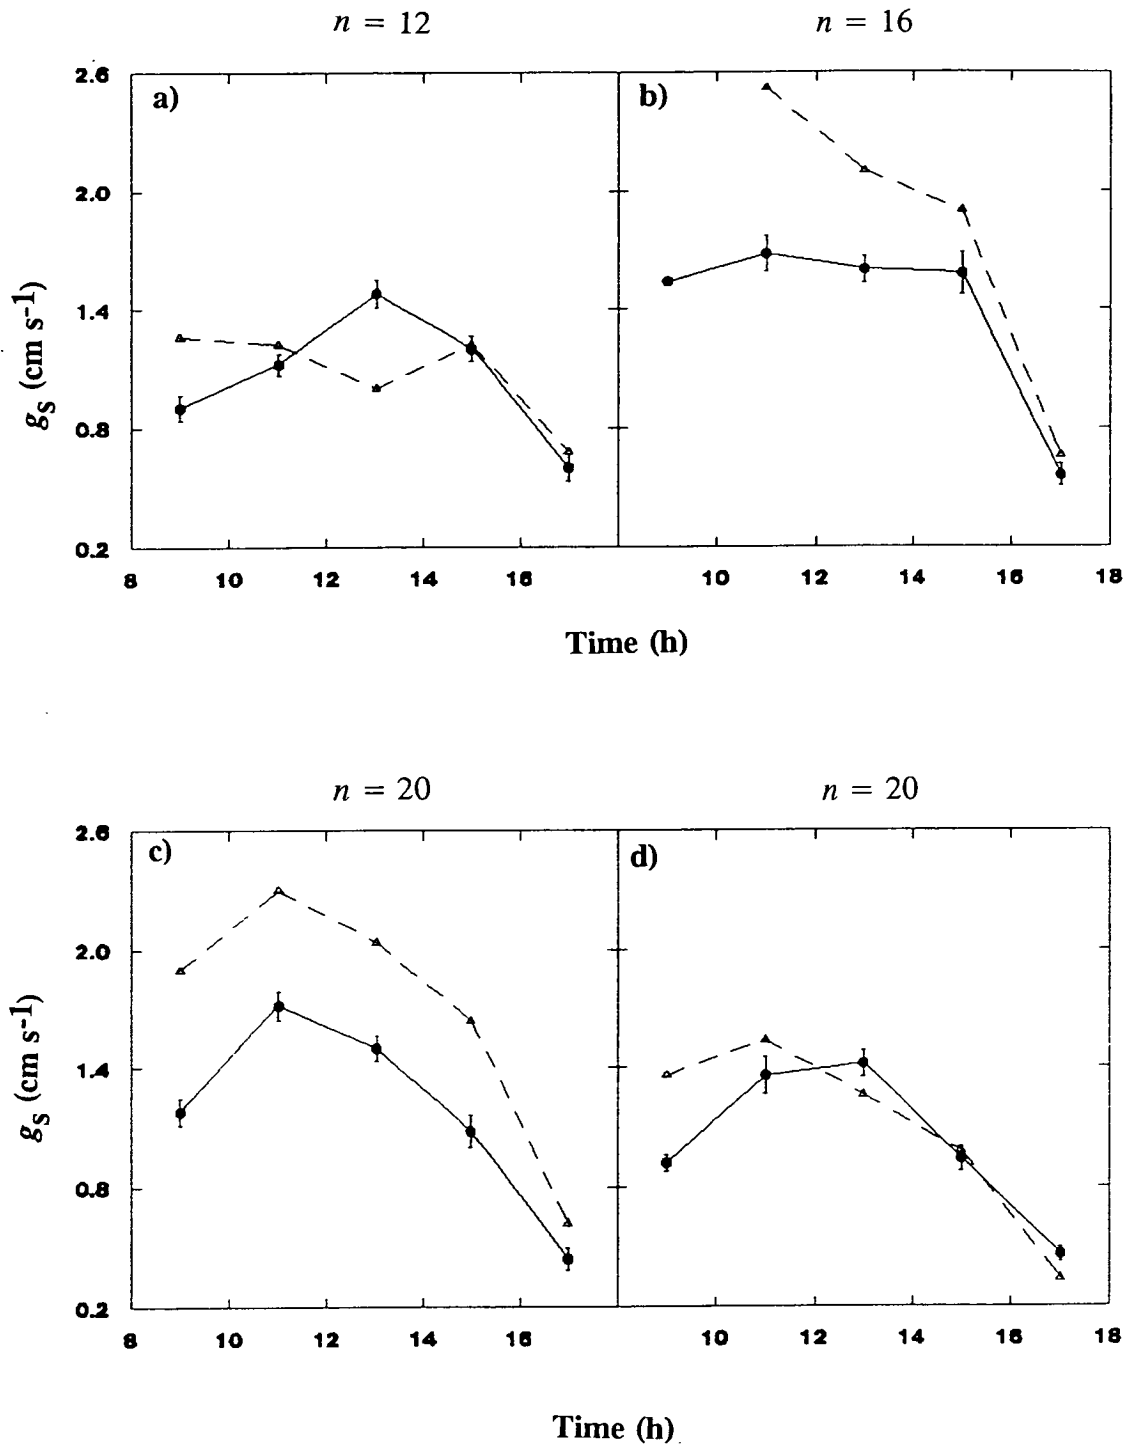 n = 12
n = 16
a)
b)
2.6
2.0
1.4
0.8
0.2
gs (cm s-1)
8 10 12 14 16
10 12 14 16 18
Time (h)
n = 20
n = 20
c)
d)
2.6
2.0
1.4
0.8
0.2
gs (cm s-1)
8 10 12 14 16
10 12 14 16 18
Time (h)